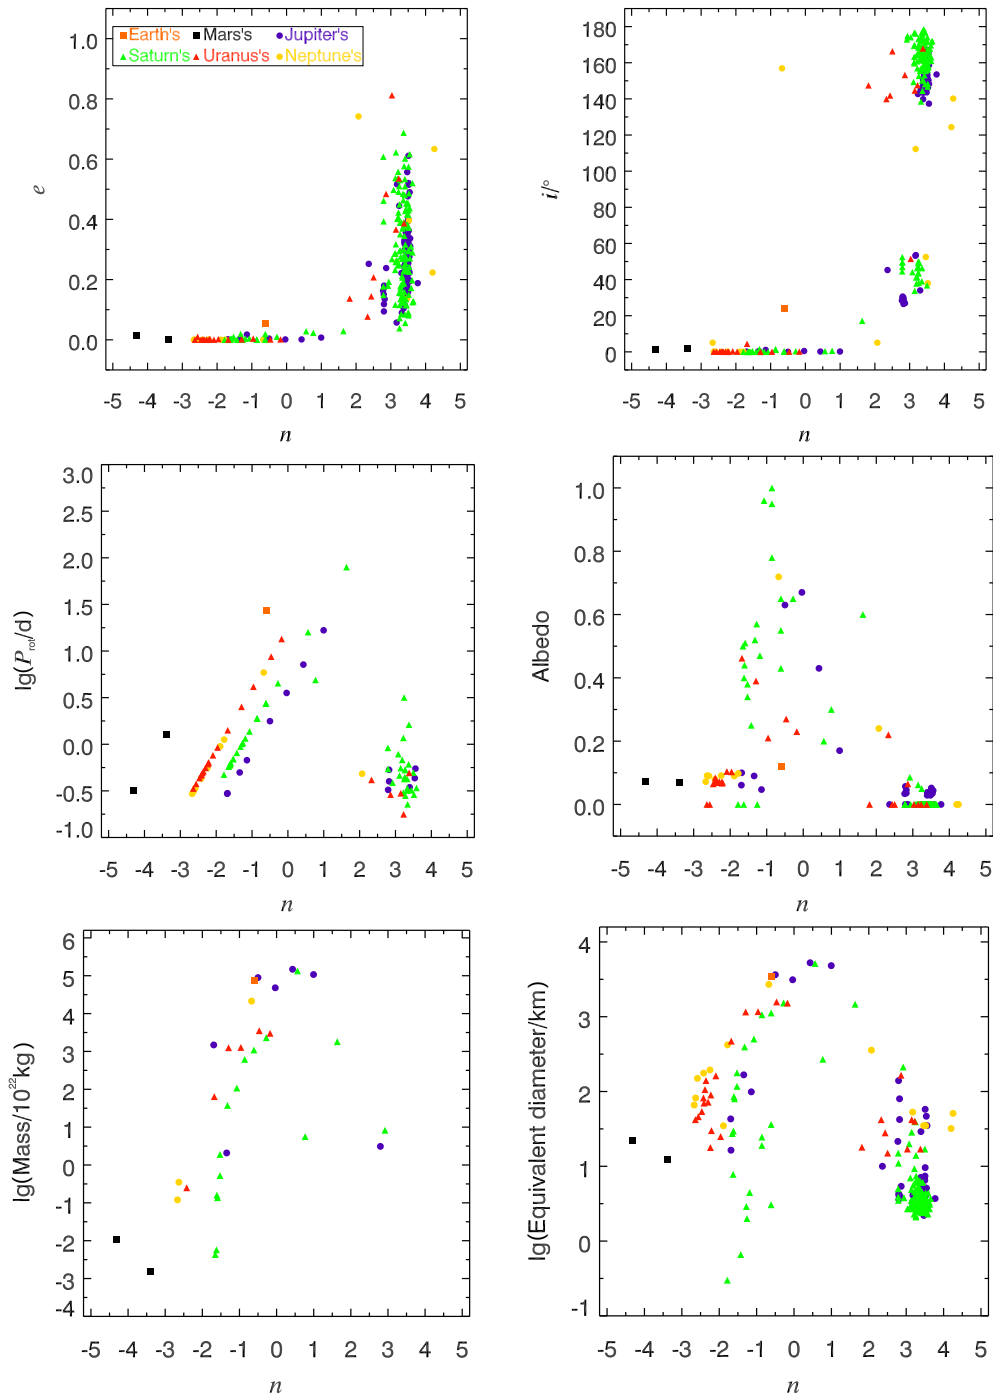 Earth's Mars's Jupiter's
Saturn's Uranus's Neptune's
1.0
0.8
0.6
0.4
0.2
0.0
e
-5 -4 -3 -2 -1 0 1 2 3 4 5
n
180
160
140
120
100
80
60
40
20
0
i/°
-5 -4 -3 -2 -1 0 1 2 3 4 5
n
3.0
2.5
2.0
1.5
1.0
0.5
0.0
-0.5
-1.0
lg(P_rot/d)
-5 -4 -3 -2 -1 0 1 2 3 4 5
n
1.0
0.8
0.6
0.4
0.2
0.0
Albedo
-5 -4 -3 -2 -1 0 1 2 3 4 5
n
6
5
4
3
2
1
0
-1
-2
-3
-4
lg(Mass/10²²kg)
-5 -4 -3 -2 -1 0 1 2 3 4 5
n
4
3
2
1
0
-1
lg(Equivalent diameter/km)
-5 -4 -3 -2 -1 0 1 2 3 4 5
n